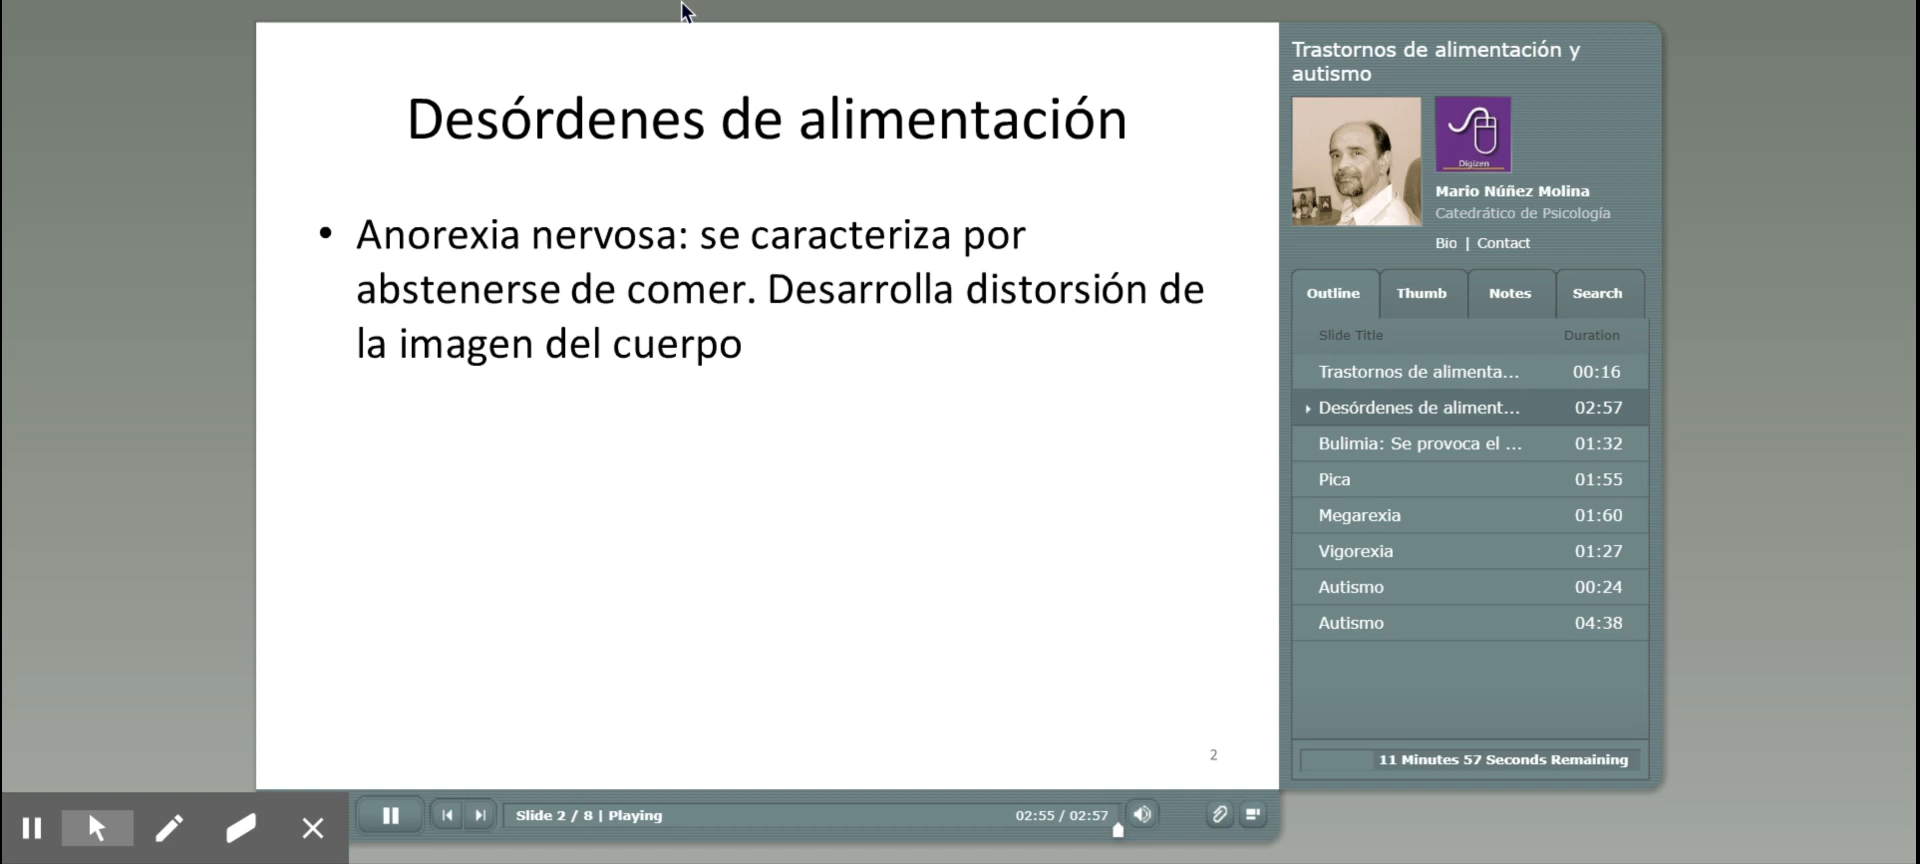 Desórdenes de alimentación
• Anorexia nervosa: se caracteriza por
abstenerse de comer. Desarrolla distorsión de
la imagen del cuerpo
2
Trastornos de alimentación y
autismo
Digizen
Mario Núñez Molina
Catedrático de Psicología
Bio | Contact
Outline Thumb Notes Search
Slide Title Duration
Trastornos de alimenta... 00:16
Desórdenes de aliment... 02:57
Bulimia: Se provoca el ... 01:32
Pica 01:55
Megarexia 01:60
Vigorexia 01:27
Autismo 00:24
Autismo 04:38
11 Minutes 57 Seconds Remaining
Slide 2 / 8 | Playing 02:55 / 02:57